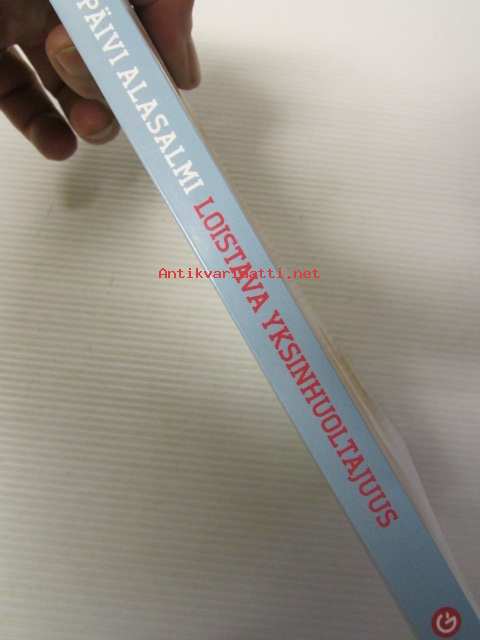 PÄIVI ALASALMI LOISTAVA YKSINHUOLTAJUUS
Antikvariaatti.net